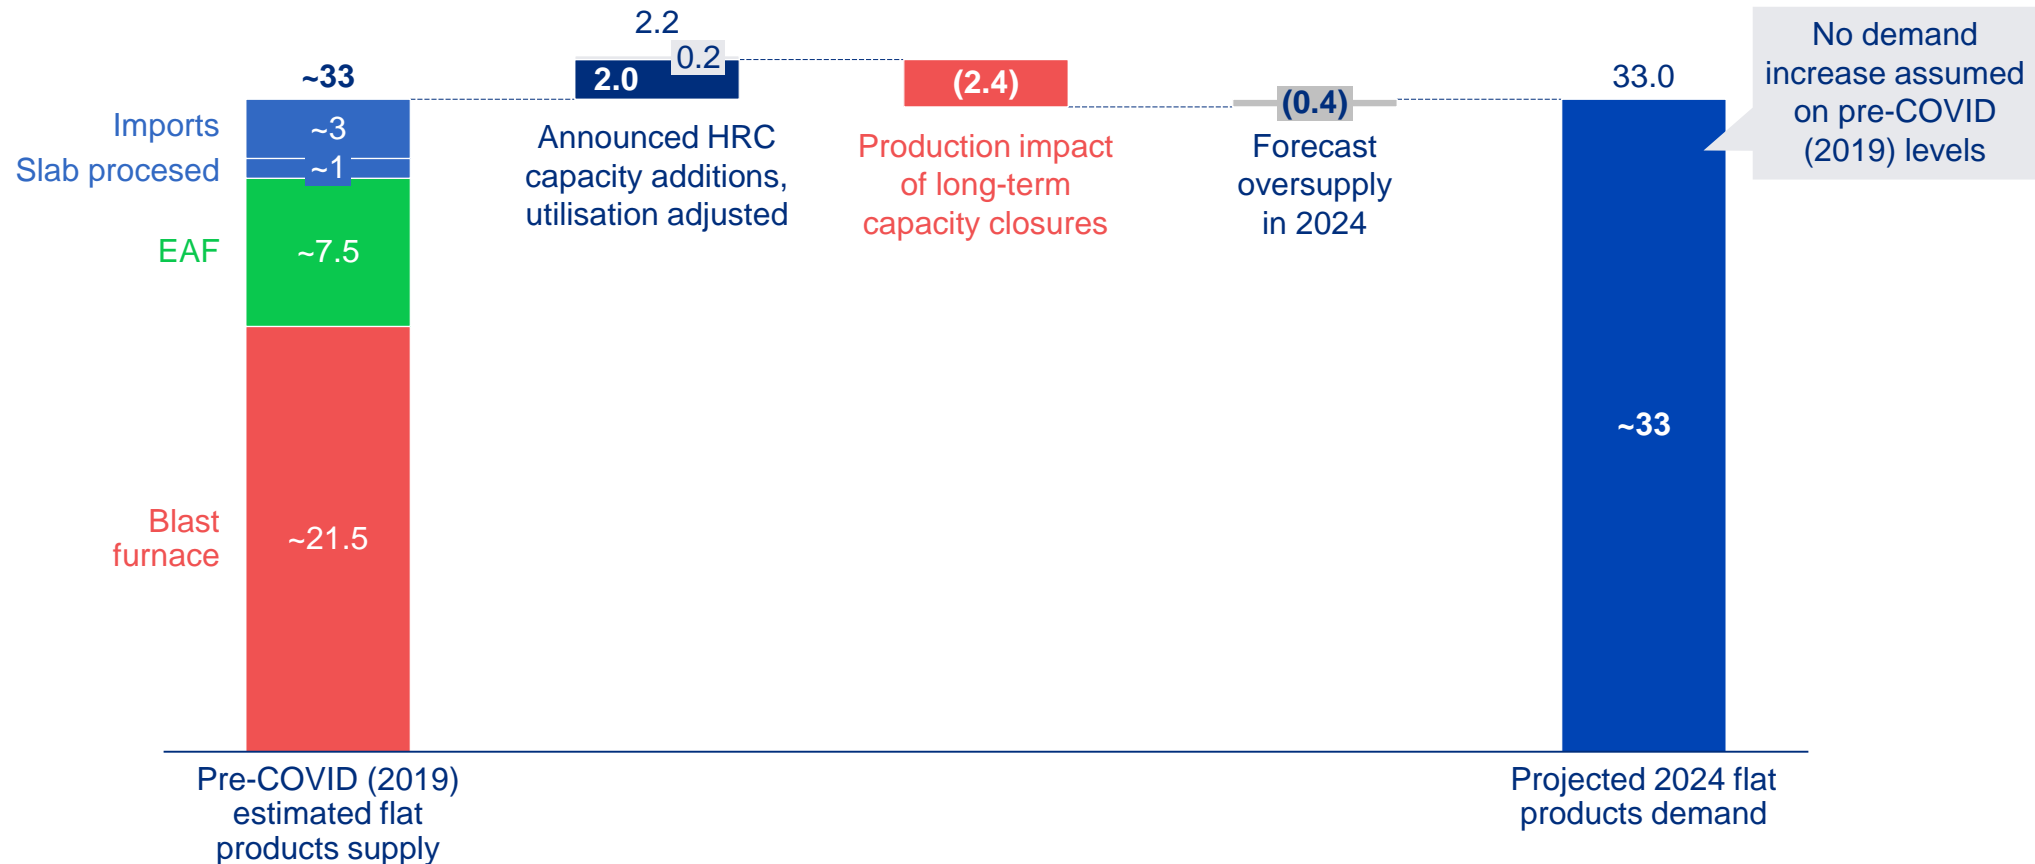 ~33
Imports
~3
Slab procesed
~1
EAF
~7.5
Blast
furnace
~21.5
Pre-COVID (2019)
estimated flat
products supply
2.2
0.2
2.0
Announced HRC
capacity additions,
utilisation adjusted
(2.4)
Production impact
of long-term
capacity closures
(0.4)
Forecast
oversupply
in 2024
33.0
~33
Projected 2024 flat
products demand
No demand
increase assumed
on pre-COVID
(2019) levels